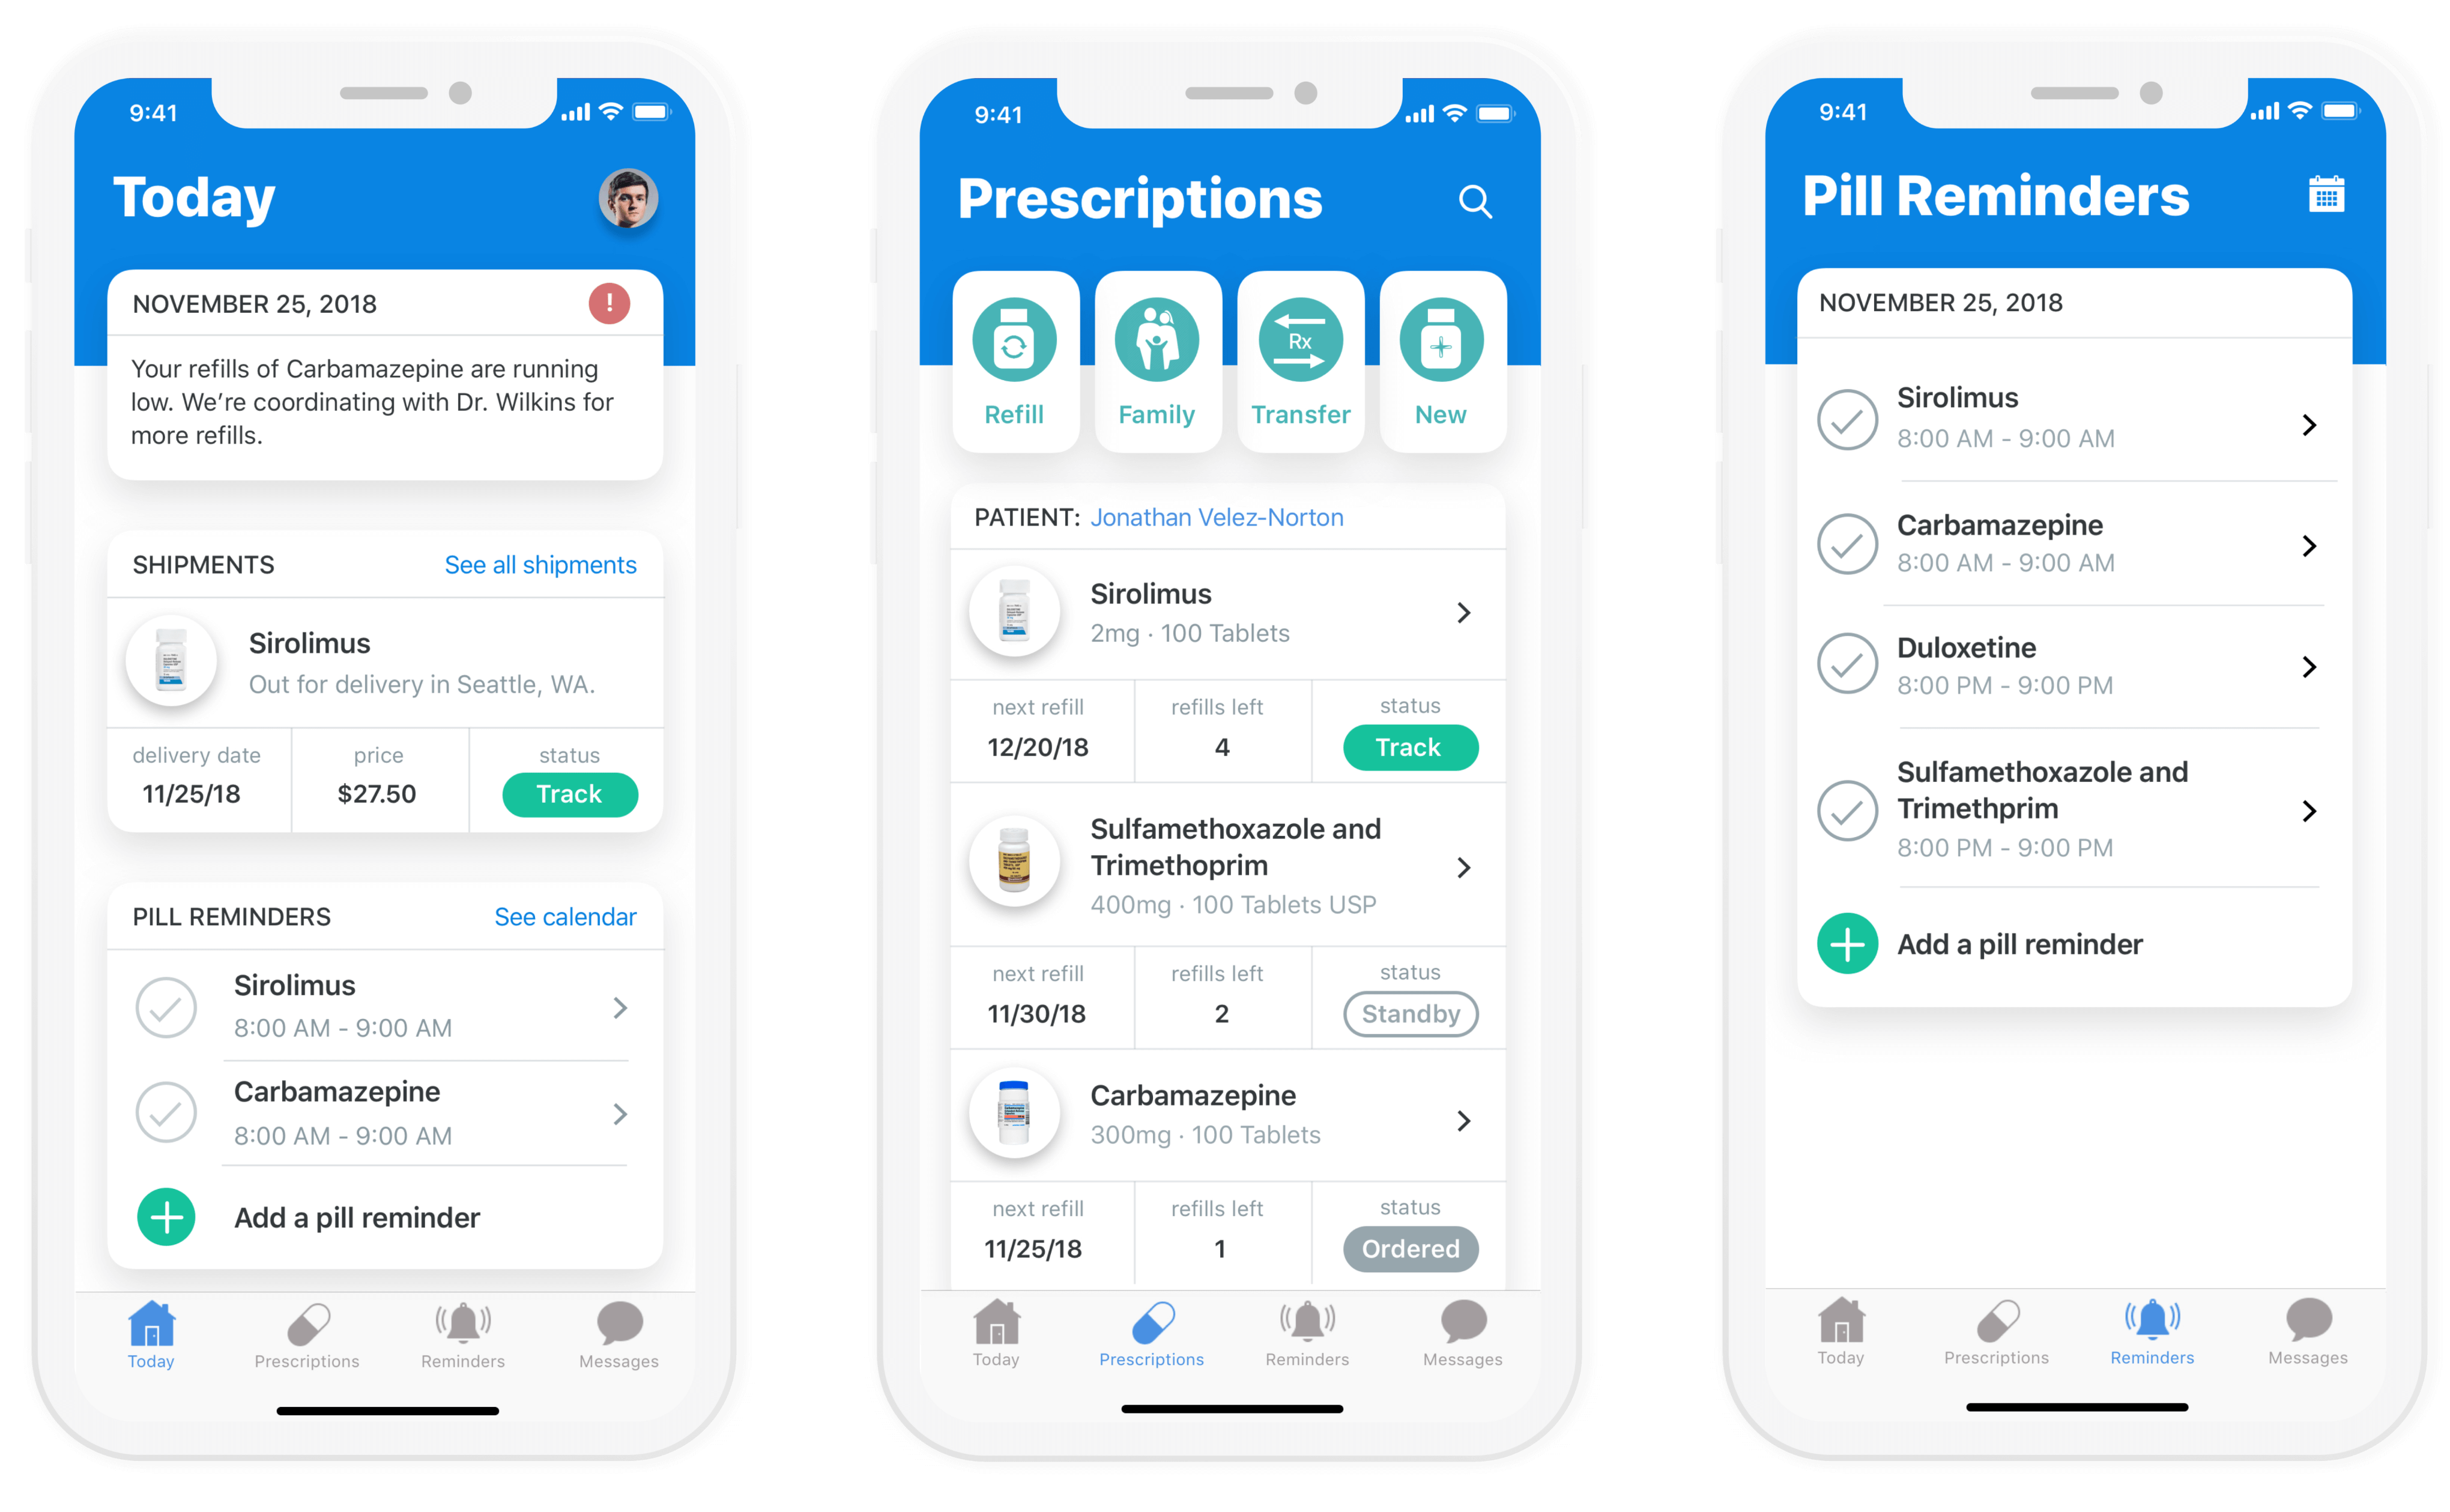 9:41
Today
NOVEMBER 25, 2018
!
Your refills of Carbamazepine are running
low. We’re coordinating with Dr. Wilkins for
more refills.
SHIPMENTS
See all shipments
Sirolimus
Out for delivery in Seattle, WA.
delivery date
price
status
11/25/18
$27.50
Track
PILL REMINDERS
See calendar
Sirolimus
8:00 AM - 9:00 AM
Carbamazepine
8:00 AM - 9:00 AM
Add a pill reminder
Today
Prescriptions
Reminders
Messages
9:41
Prescriptions
Rx
Refill
Family
Transfer
New
PATIENT: Jonathan Velez-Norton
Sirolimus
2mg · 100 Tablets
next refill
refills left
status
12/20/18
4
Track
Sulfamethoxazole and
Trimethoprim
400mg · 100 Tablets USP
next refill
refills left
status
11/30/18
2
Standby
Carbamazepine
300mg · 100 Tablets
next refill
refills left
status
11/25/18
1
Ordered
Today
Prescriptions
Reminders
Messages
9:41
Pill Reminders
NOVEMBER 25, 2018
Sirolimus
8:00 AM - 9:00 AM
Carbamazepine
8:00 AM - 9:00 AM
Duloxetine
8:00 PM - 9:00 PM
Sulfamethoxazole and
Trimethprim
8:00 PM - 9:00 PM
Add a pill reminder
Today
Prescriptions
Reminders
Messages